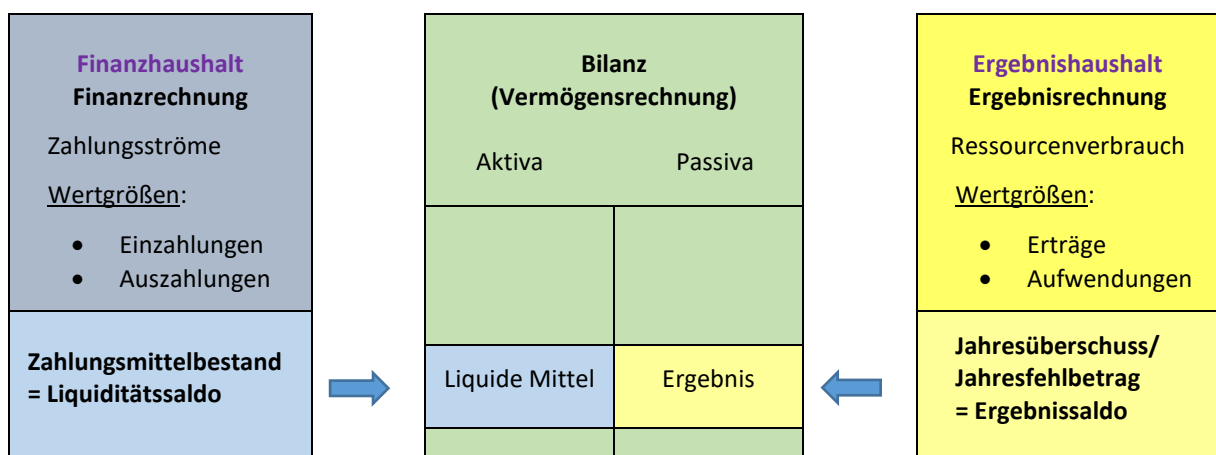 Finanzhaushalt
Finanzrechnung
Zahlungsströme
Wertgrößen:
• Einzahlungen
• Auszahlungen
Zahlungsmittelbestand
= Liquiditätssaldo
Bilanz
(Vermögensrechnung)
Aktiva Passiva
Liquide Mittel Ergebnis
Ergebnishaushalt
Ergebnisrechnung
Ressourcenverbrauch
Wertgrößen:
• Erträge
• Aufwendungen
Jahresüberschuss/
Jahresfehlbetrag
= Ergebnissaldo